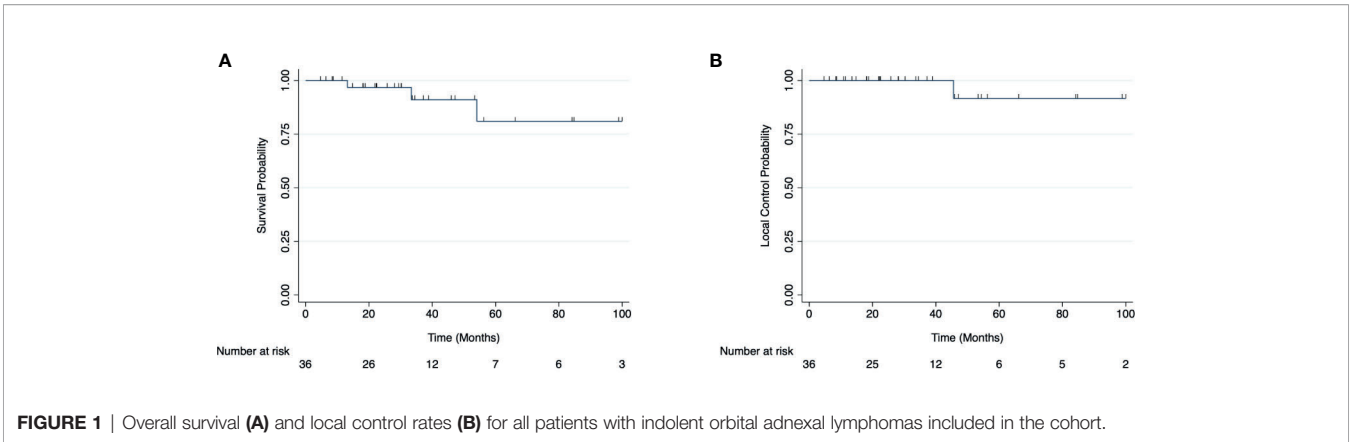 A
Survival Probability
1.00
0.75
0.50
0.25
0.00
0 20 40 60 80 100
Time (Months)
Number at risk
36 26 12 7 6 3
B
Local Control Probability
1.00
0.75
0.50
0.25
0.00
0 20 40 60 80 100
Time (Months)
Number at risk
36 25 12 6 5 2
FIGURE 1 | Overall survival (A) and local control rates (B) for all patients with indolent orbital adnexal lymphomas included in the cohort.